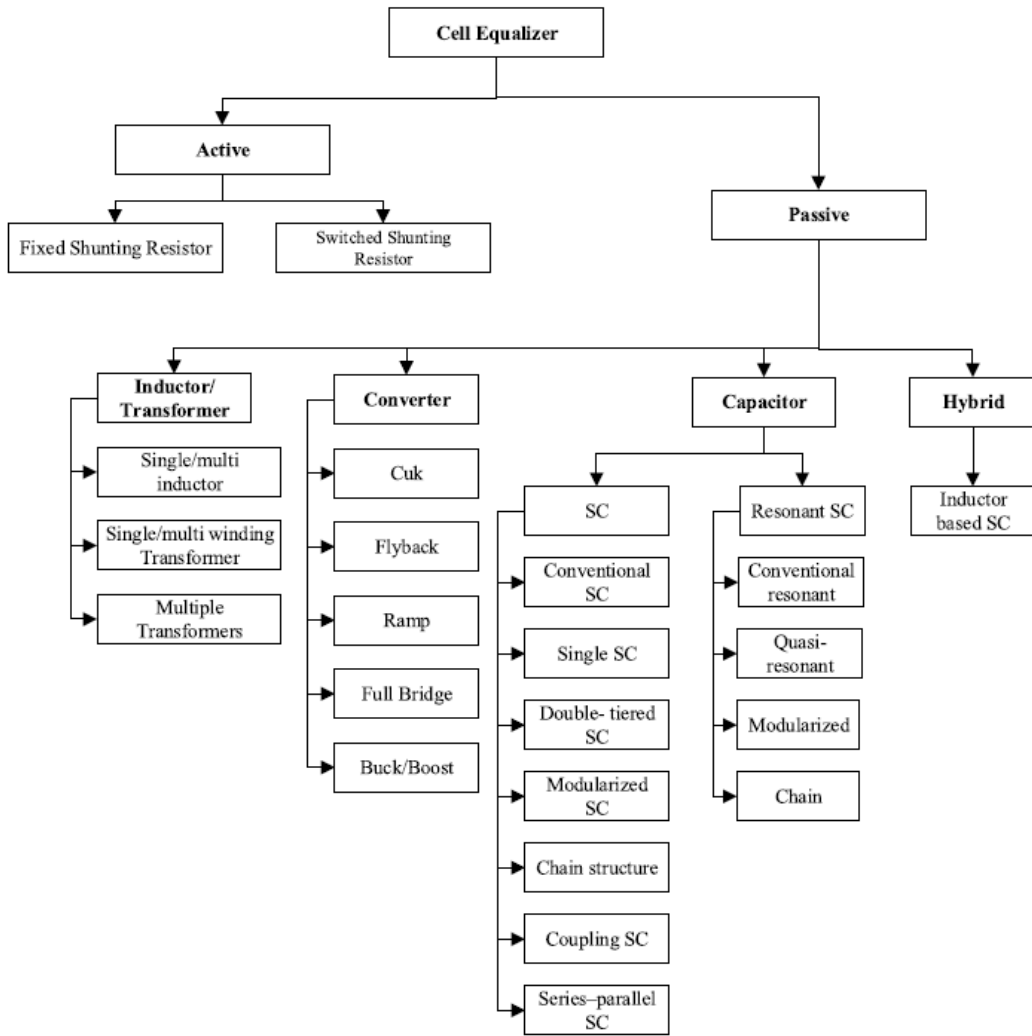 Cell Equalizer
Active
Passive
Fixed Shunting Resistor
Switched Shunting
Resistor
Inductor/
Transformer
Converter
Capacitor
Hybrid
Single/multi
inductor
Single/multi winding
Transformer
Multiple
Transformers
Cuk
Flyback
Ramp
Full Bridge
Buck/Boost
SC
Conventional
SC
Single SC
Double- tiered
SC
Modularized
SC
Chain structure
Coupling SC
Series–parallel
SC
Resonant SC
Conventional
resonant
Quasi-
resonant
Modularized
Chain
Inductor
based SC